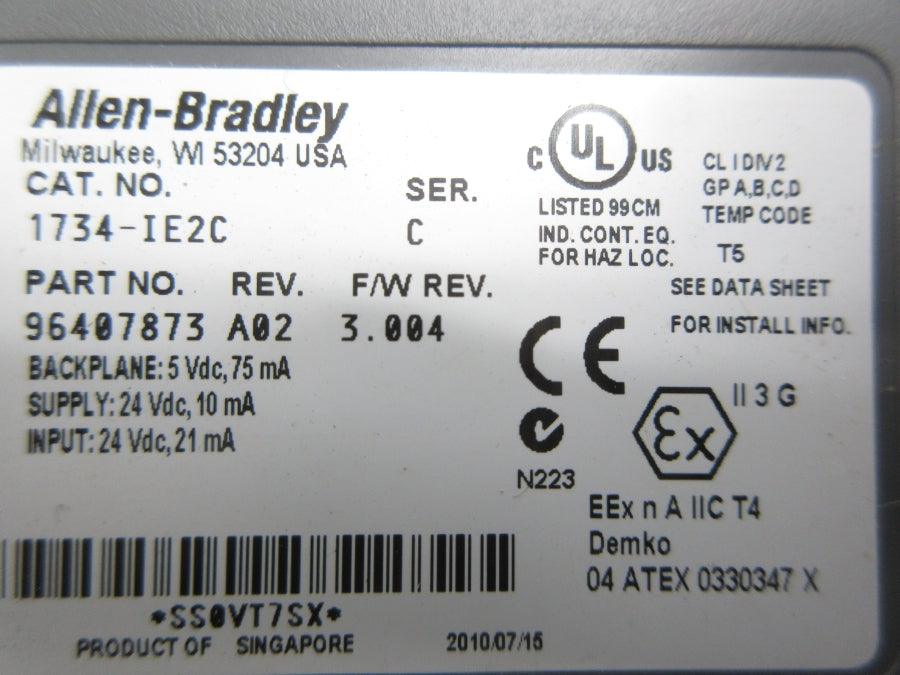 Allen-Bradley
Milwaukee, WI 53204 USA
CAT. NO. SER.
1734-IE2C C
PART NO. REV. F/W REV.
96407873 A02 3.004
BACKPLANE: 5 Vdc, 75 mA
SUPPLY: 24 Vdc, 10 mA
INPUT: 24 Vdc, 21 mA
*SS0VT7SX*
PRODUCT OF SINGAPORE 2010/07/15
C UL US
LISTED 99CM
IND. CONT. EQ.
FOR HAZ LOC.
CL I DIV 2
GP A,B,C,D
TEMP CODE
T5
SEE DATA SHEET
FOR INSTALL INFO.
CE
N223
Ex II 3 G
EEx n A IIC T4
Demko
04 ATEX 0330347 X